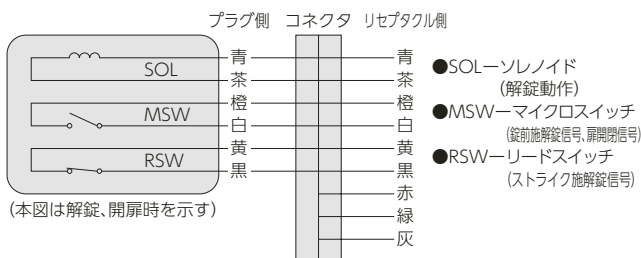 プラグ側 コネクタ リセプタクル側
SOL
MSW
RSW
青
茶
橙
白
黄
黒
青
茶
橙
白
黄
黒
赤
緑
灰
●SOLーソレノイド
(解錠動作)
●MSWーマイクロスイッチ
(錠前施解錠信号、扉開閉信号)
●RSWーリードスイッチ
(ストライク施解錠信号)
(本図は解錠、開扉時を示す)